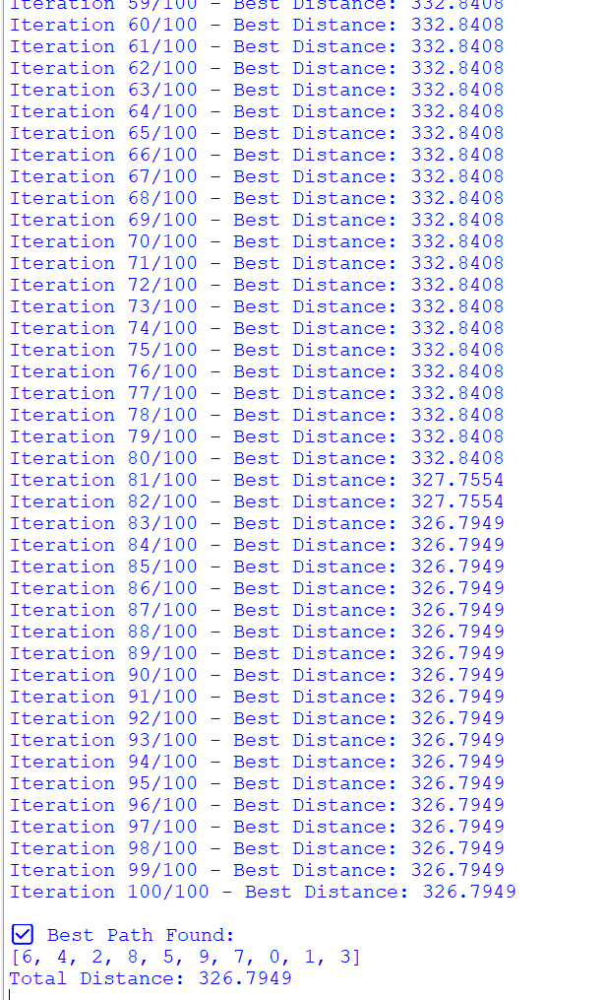 Iteration 59/100 - Best Distance: 332.8408
Iteration 60/100 - Best Distance: 332.8408
Iteration 61/100 - Best Distance: 332.8408
Iteration 62/100 - Best Distance: 332.8408
Iteration 63/100 - Best Distance: 332.8408
Iteration 64/100 - Best Distance: 332.8408
Iteration 65/100 - Best Distance: 332.8408
Iteration 66/100 - Best Distance: 332.8408
Iteration 67/100 - Best Distance: 332.8408
Iteration 68/100 - Best Distance: 332.8408
Iteration 69/100 - Best Distance: 332.8408
Iteration 70/100 - Best Distance: 332.8408
Iteration 71/100 - Best Distance: 332.8408
Iteration 72/100 - Best Distance: 332.8408
Iteration 73/100 - Best Distance: 332.8408
Iteration 74/100 - Best Distance: 332.8408
Iteration 75/100 - Best Distance: 332.8408
Iteration 76/100 - Best Distance: 332.8408
Iteration 77/100 - Best Distance: 332.8408
Iteration 78/100 - Best Distance: 332.8408
Iteration 79/100 - Best Distance: 332.8408
Iteration 80/100 - Best Distance: 332.8408
Iteration 81/100 - Best Distance: 327.7554
Iteration 82/100 - Best Distance: 327.7554
Iteration 83/100 - Best Distance: 326.7949
Iteration 84/100 - Best Distance: 326.7949
Iteration 85/100 - Best Distance: 326.7949
Iteration 86/100 - Best Distance: 326.7949
Iteration 87/100 - Best Distance: 326.7949
Iteration 88/100 - Best Distance: 326.7949
Iteration 89/100 - Best Distance: 326.7949
Iteration 90/100 - Best Distance: 326.7949
Iteration 91/100 - Best Distance: 326.7949
Iteration 92/100 - Best Distance: 326.7949
Iteration 93/100 - Best Distance: 326.7949
Iteration 94/100 - Best Distance: 326.7949
Iteration 95/100 - Best Distance: 326.7949
Iteration 96/100 - Best Distance: 326.7949
Iteration 97/100 - Best Distance: 326.7949
Iteration 98/100 - Best Distance: 326.7949
Iteration 99/100 - Best Distance: 326.7949
Iteration 100/100 - Best Distance: 326.7949
☑ Best Path Found:
[6, 4, 2, 8, 5, 9, 7, 0, 1, 3]
Total Distance: 326.7949